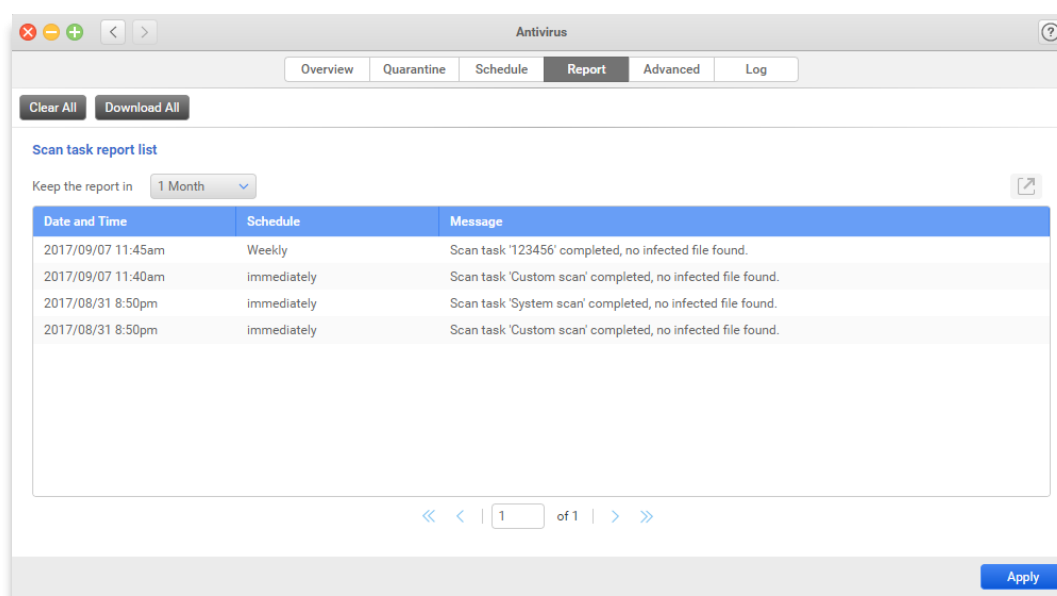 Antivirus
?
Overview Quarantine Schedule Report Advanced Log
Clear All Download All
Scan task report list
Keep the report in 1 Month
Date and Time Schedule Message
2017/09/07 11:45am Weekly Scan task '123456' completed, no infected file found.
2017/09/07 11:40am immediately Scan task 'Custom scan' completed, no infected file found.
2017/08/31 8:50pm immediately Scan task 'System scan' completed, no infected file found.
2017/08/31 8:50pm immediately Scan task 'Custom scan' completed, no infected file found.
1 of 1
Apply